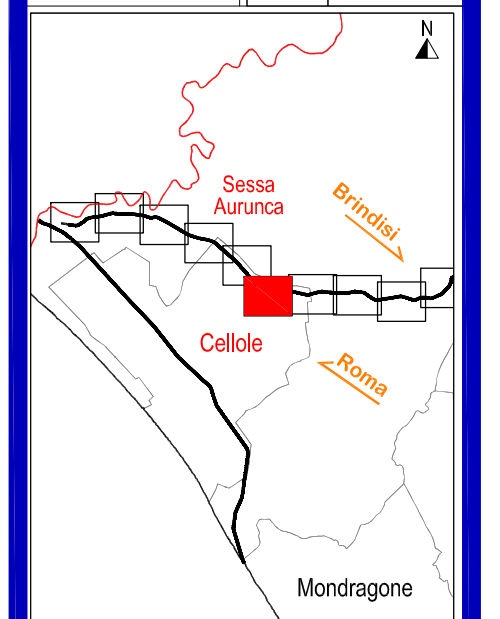 N
Sessa
Aurunca
Brindisi
Cellole
Roma
Mondragone